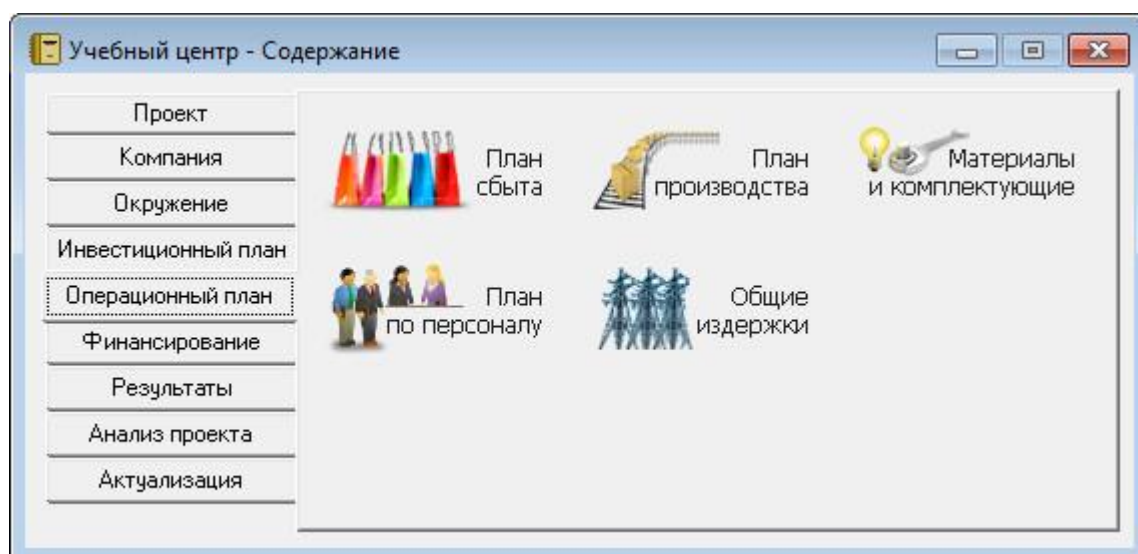 Учебный центр - Содержание
Проект
Компания
Окружение
Инвестиционный план
Операционный план
Финансирование
Результаты
Анализ проекта
Актуализация
План
сбыта
План
производства
Материалы
и комплектующие
План
по персоналу
Общие
издержки